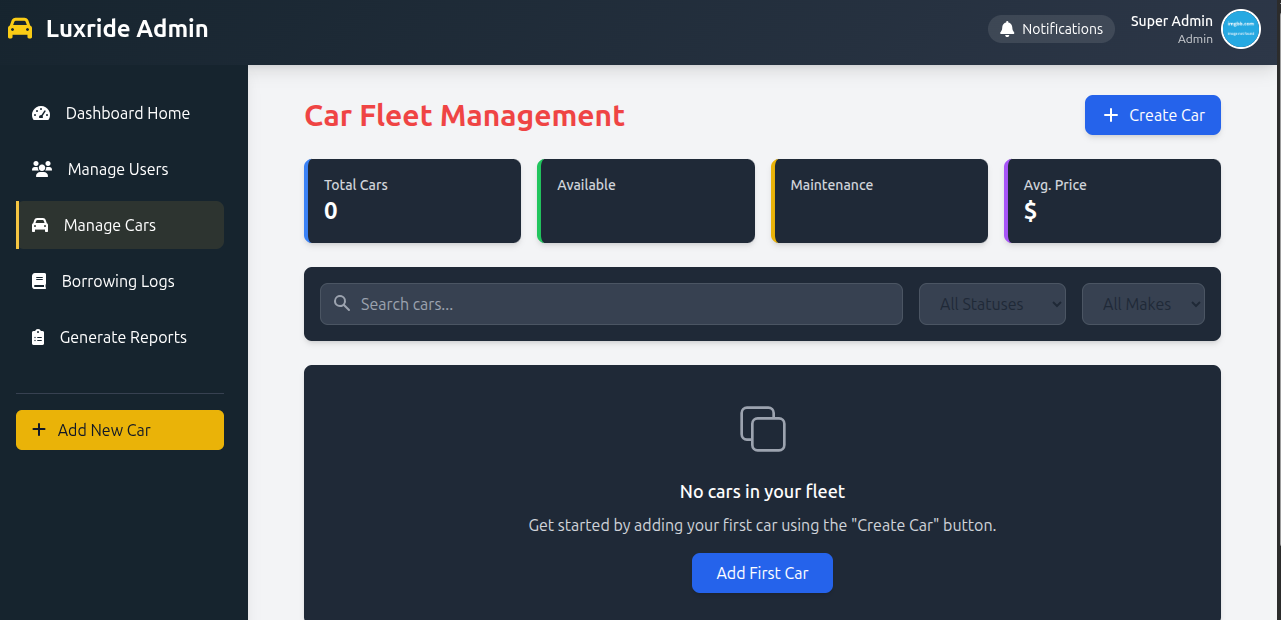 Luxride Admin
Notifications
Super Admin
Admin
Dashboard Home
Manage Users
Manage Cars
Borrowing Logs
Generate Reports
Add New Car
Car Fleet Management
Create Car
Total Cars
0
Available
Maintenance
Avg. Price
$
Search cars...
All Statuses
All Makes
No cars in your fleet
Get started by adding your first car using the "Create Car" button.
Add First Car